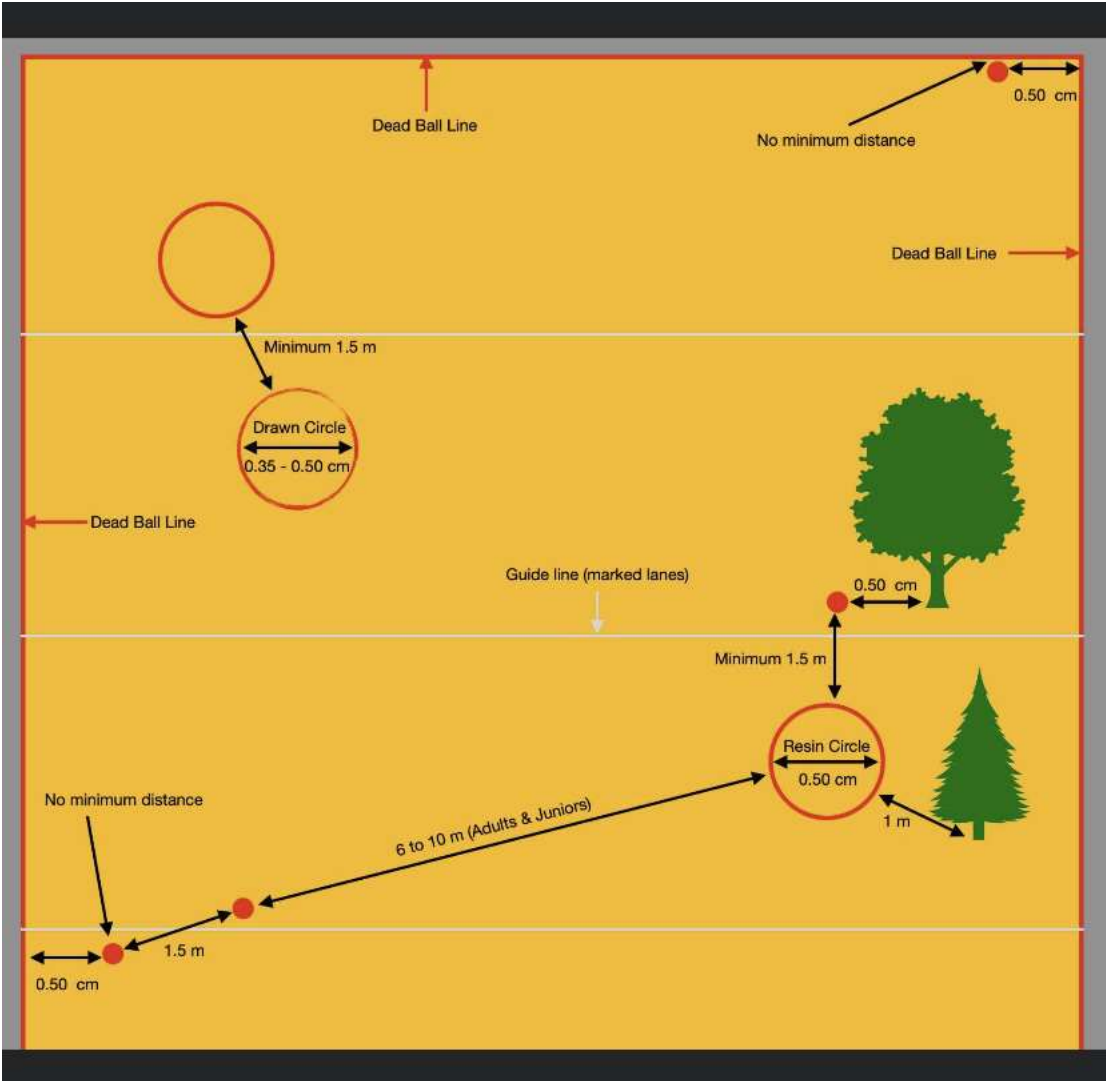 0.50  cm
Dead Ball Line
No minimum distance
Dead Ball Line
Minimum 1.5 m
Drawn Circle
0.35 - 0.50 cm
Dead Ball Line
Guide line (marked lanes)
0.50  cm
Minimum 1.5 m
Resin Circle
0.50 cm
No minimum distance
6 to 10 m (Adults & Juniors)
1 m
1.5 m
0.50  cm